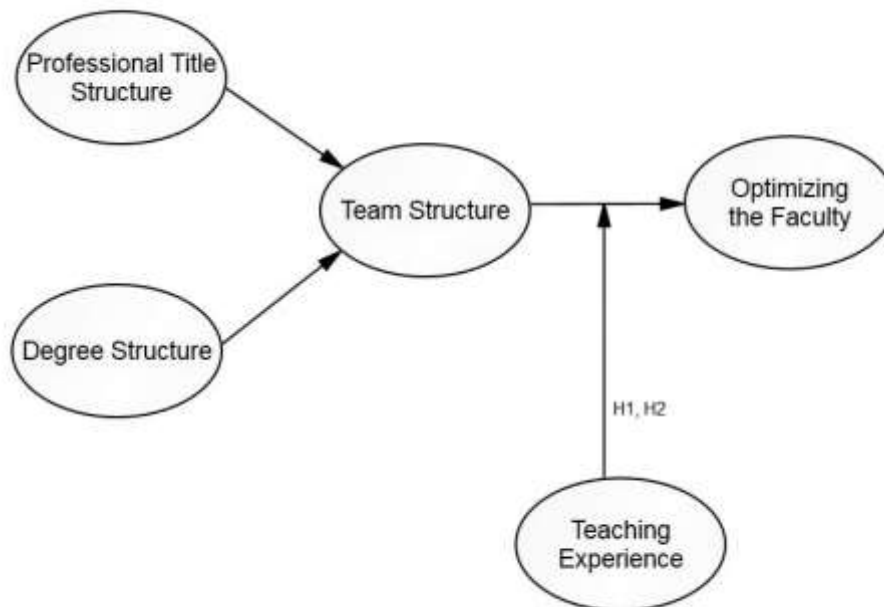 Professional Title
Structure
Team Structure
Optimizing
the Faculty
Degree Structure
H1, H2
Teaching
Experience